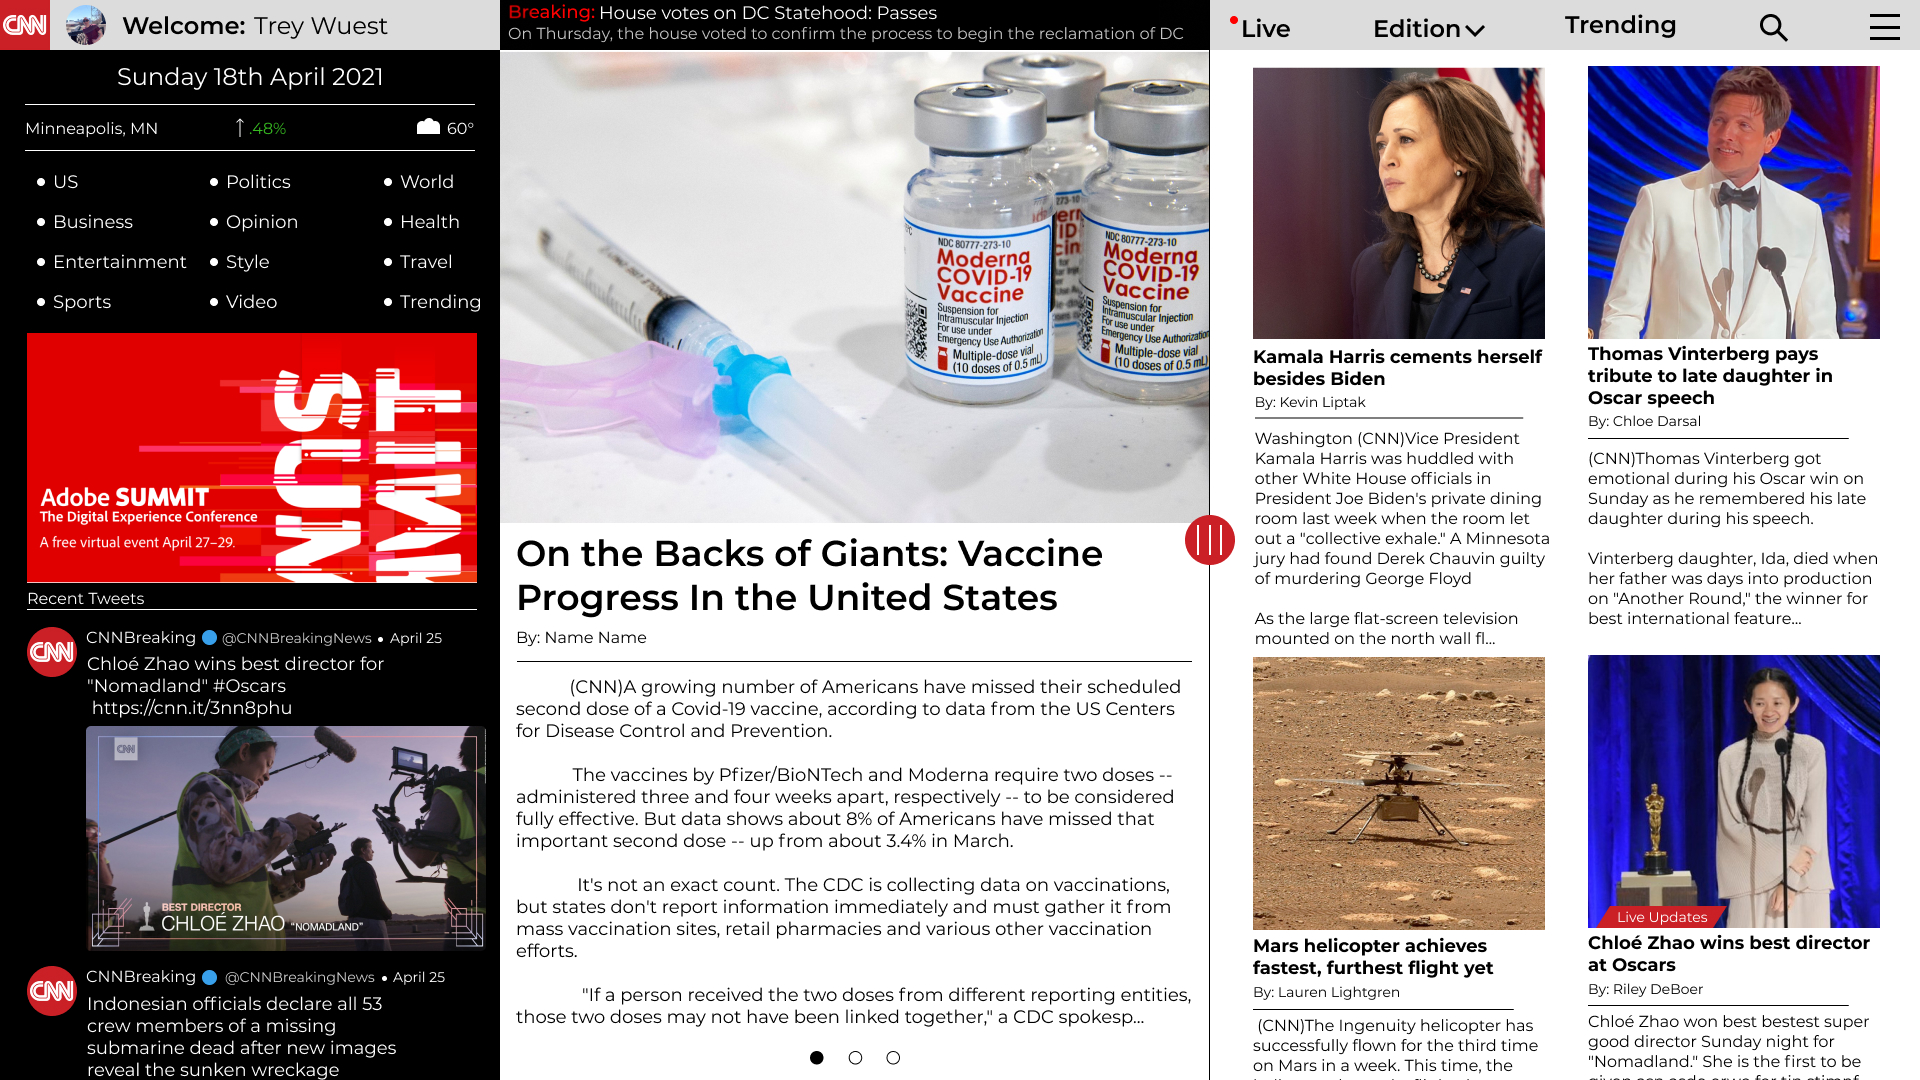 CNN
Welcome: Trey Wuest
Sunday 18th April 2021
Minneapolis, MN
↑ .48%
60°
• US
• Politics
• World
• Business
• Opinion
• Health
• Entertainment
• Style
• Travel
• Sports
• Video
• Trending
Adobe SUMMIT
The Digital Experience Conference
A free virtual event April 27–29.
Recent Tweets
CNN
CNNBreaking @CNNBreakingNews • April 25
Chloé Zhao wins best director for
"Nomadland" #Oscars
https://cnn.it/3nn8phu
CNN
BEST DIRECTOR
CHLOÉ ZHAO "NOMADLAND"
CNN
CNNBreaking @CNNBreakingNews • April 25
Indonesian officials declare all 53
crew members of a missing
submarine dead after new images
reveal the sunken wreckage
Breaking: House votes on DC Statehood: Passes
On Thursday, the house voted to confirm the process to begin the reclamation of DC
NDC 80777-273-10
Moderna
COVID-19
Vaccine
Suspension for
Intramuscular Injection
For use under
Emergency Use Authorization
Multiple-dose vial
(10 doses of 0.5 mL)
NDC 80777-273-10
Moderna
COVID-19
Vaccine
Suspension for
Intramuscular Injection
For use under
Emergency Use Authorization
Multiple-dose vial
(10 doses of 0.5 mL)
On the Backs of Giants: Vaccine
Progress In the United States
By: Name Name
(CNN)A growing number of Americans have missed their scheduled
second dose of a Covid-19 vaccine, according to data from the US Centers
for Disease Control and Prevention.
The vaccines by Pfizer/BioNTech and Moderna require two doses --
administered three and four weeks apart, respectively -- to be considered
fully effective. But data shows about 8% of Americans have missed that
important second dose -- up from about 3.4% in March.
It's not an exact count. The CDC is collecting data on vaccinations,
but states don't report information immediately and must gather it from
mass vaccination sites, retail pharmacies and various other vaccination
efforts.
"If a person received the two doses from different reporting entities,
those two doses may not have been linked together," a CDC spokesp...
Live
Edition
Trending
Kamala Harris cements herself
besides Biden
By: Kevin Liptak
Washington (CNN)Vice President
Kamala Harris was huddled with
other White House officials in
President Joe Biden's private dining
room last week when the room let
out a "collective exhale." A Minnesota
jury had found Derek Chauvin guilty
of murdering George Floyd
As the large flat-screen television
mounted on the north wall fl...
Thomas Vinterberg pays
tribute to late daughter in
Oscar speech
By: Chloe Darsal
(CNN)Thomas Vinterberg got
emotional during his Oscar win on
Sunday as he remembered his late
daughter during his speech.
Vinterberg daughter, Ida, died when
her father was days into production
on "Another Round," the winner for
best international feature...
Mars helicopter achieves
fastest, furthest flight yet
By: Lauren Lightgren
(CNN)The Ingenuity helicopter has
successfully flown for the third time
on Mars in a week. This time, the
Live Updates
Chloé Zhao wins best director
at Oscars
By: Riley DeBoer
Chloé Zhao won best bestest super
good director Sunday night for
"Nomadland." She is the first to be